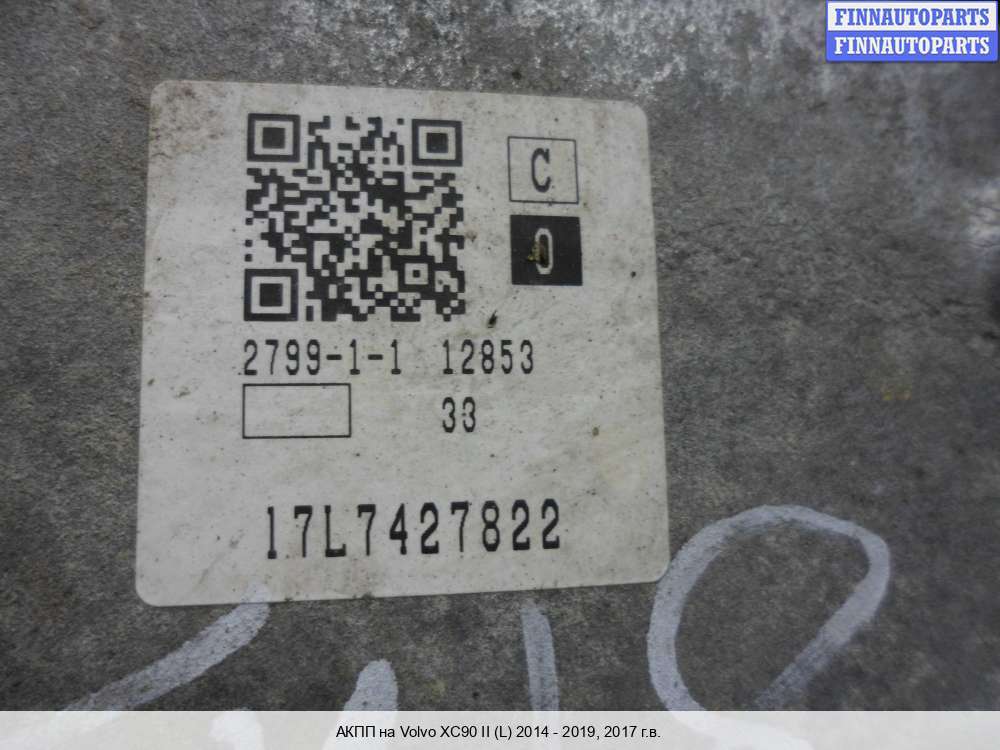 FINNAUTOPARTS
FINNAUTOPARTS
C
0
2799-1-1 12853
33
17L7427822
АКПП на Volvo XC90 II (L) 2014 - 2019, 2017 г.в.